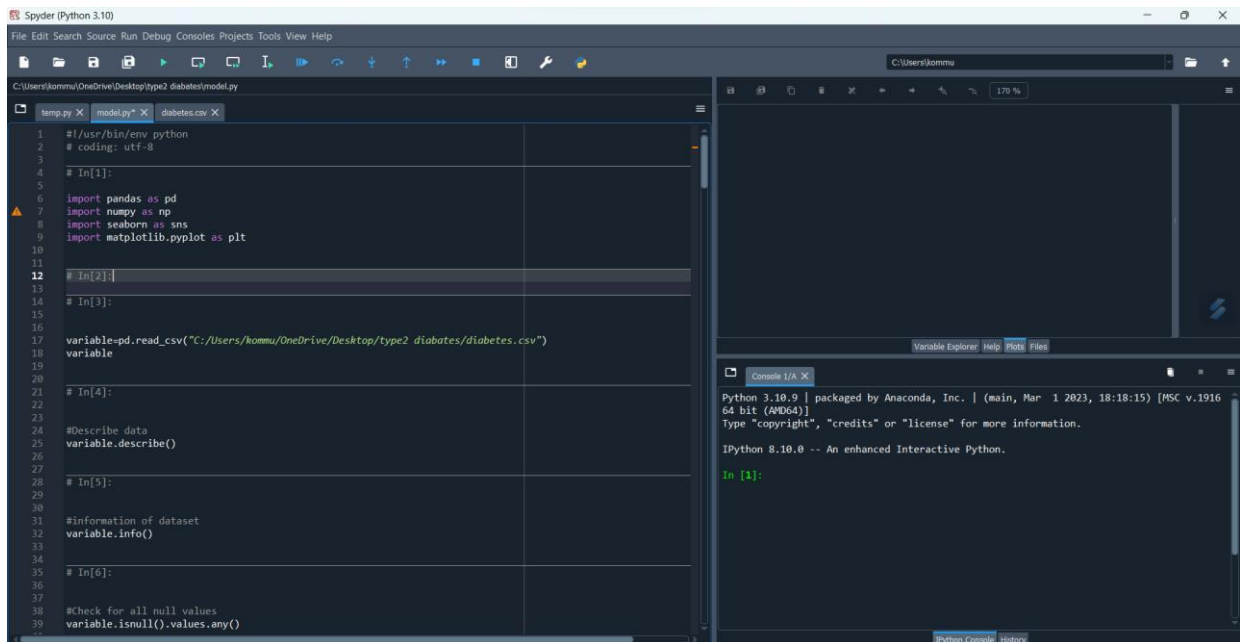 Spyder (Python 3.10)
File Edit Search Source Run Debug Consoles Projects Tools View Help
C:\Users\kommu
C:\Users\kommu\OneDrive\Desktop\type2 diabates\model.py
temp.py X model.py* X diabetes.csv X
1 #!/usr/bin/env python
2 # coding: utf-8
3
4 # In[1]:
5
6 import pandas as pd
7 import numpy as np
8 import seaborn as sns
9 import matplotlib.pyplot as plt
10
11
12 # In[2]:
13
14 # In[3]:
15
16
17 variable=pd.read_csv("C:/Users/kommu/OneDrive/Desktop/type2 diabates/diabetes.csv")
18 variable
19
20
21 # In[4]:
22
23
24 #Describe data
25 variable.describe()
26
27
28 # In[5]:
29
30
31 #information of dataset
32 variable.info()
33
34
35 # In[6]:
36
37
38 #Check for all null values
39 variable.isnull().values.any()
170 %
Variable Explorer Help Plots Files
Console 1/A X
Python 3.10.9 | packaged by Anaconda, Inc. | (main, Mar 1 2023, 18:18:15) [MSC v.1916
64 bit (AMD64)]
Type "copyright", "credits" or "license" for more information.
IPython 8.10.0 -- An enhanced Interactive Python.
In [1]:
IPython Console History